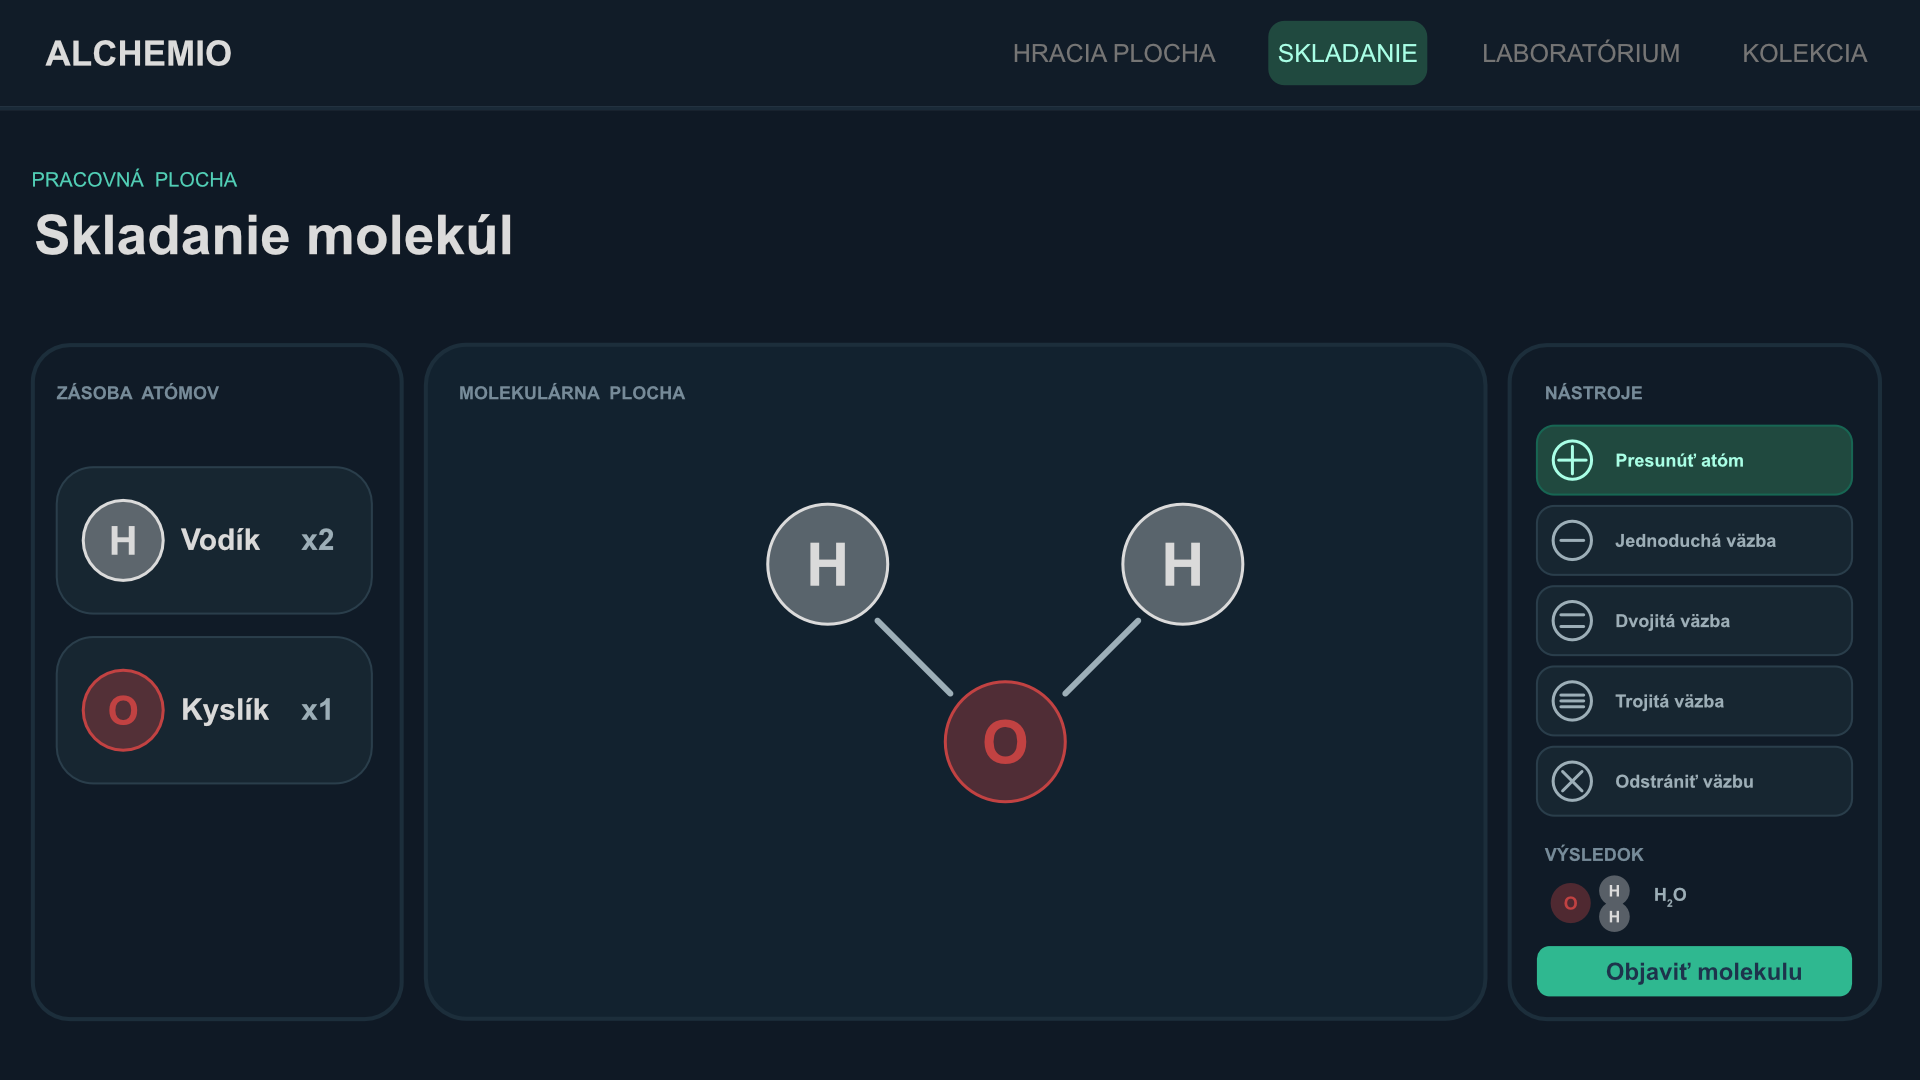 ALCHEMIO
HRACIA PLOCHA
SKLADANIE
LABORATÓRIUM
KOLEKCIA
PRACOVNÁ PLOCHA
Skladanie molekúl
ZÁSOBA ATÓMOV
H Vodík x2
O Kyslík x1
MOLEKULÁRNA PLOCHA
H H
O
NÁSTROJE
Presunúť atóm
Jednoduchá väzba
Dvojitá väzba
Trojitá väzba
Odstrániť väzbu
VÝSLEDOK
O H H H₂O
Objaviť molekulu